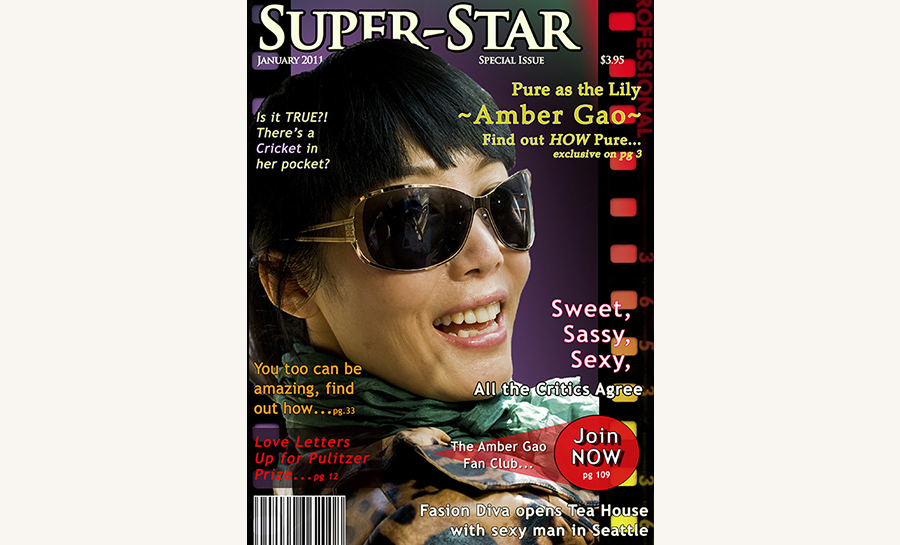 SUPER-STAR
JANUARY 2011
SPECIAL ISSUE
$3.95
PROFESSIONAL
Pure as the Lily
~Amber Gao~
Find out HOW Pure...
exclusive on pg 3
Is it TRUE?!
There's a
Cricket in
her pocket?
Sweet,
Sassy,
Sexy,
All the Critics Agree
You too can be
amazing, find
out how...pg.33
Love Letters
Up for Pulitzer
Prize...pg 12
The Amber Gao
Fan Club...
Join
NOW
pg 109
Fasion Diva opens Tea House
with sexy man in Seattle